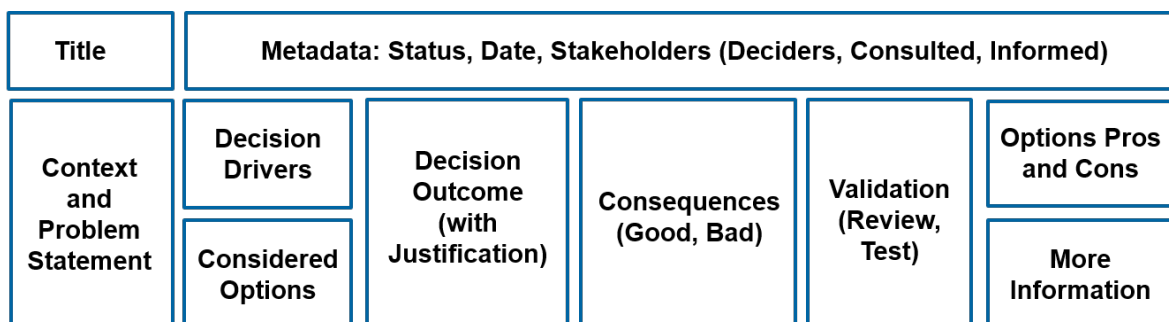 Title
Metadata: Status, Date, Stakeholders (Deciders, Consulted, Informed)
Context
and
Problem
Statement
Decision
Drivers
Considered
Options
Decision
Outcome
(with
Justification)
Consequences
(Good, Bad)
Validation
(Review,
Test)
Options Pros
and Cons
More
Information